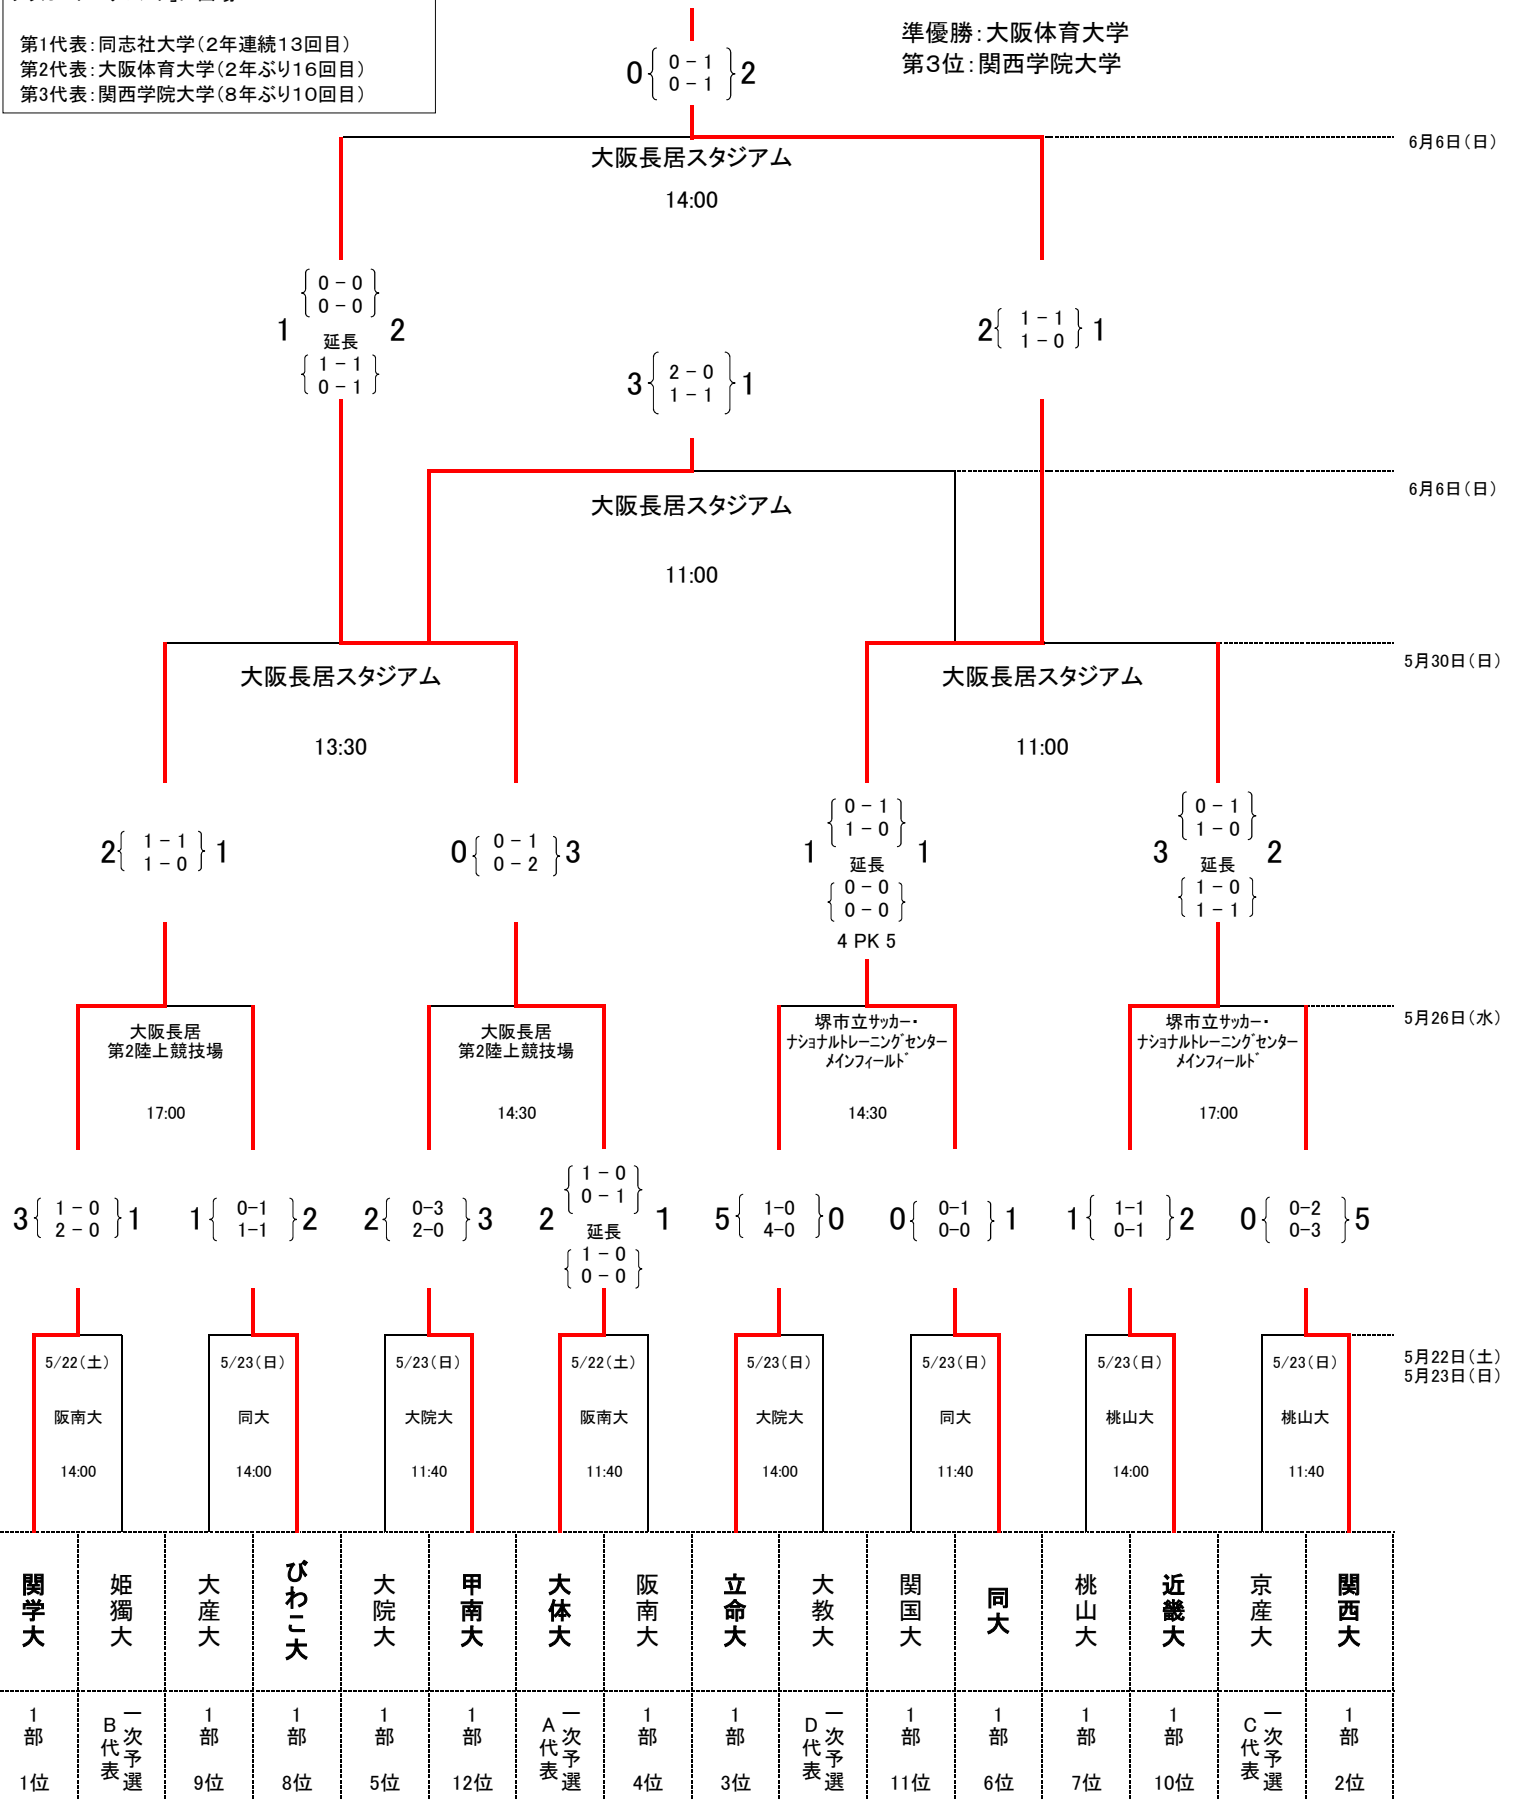 第1代表:同志社大学(2年連続13回目)
第2代表:大阪体育大学(2年ぶり16回目)
第3代表:関西学院大学(8年ぶり10回目)
準優勝:大阪体育大学
第3位:関西学院大学
0 0-1 2
0-1
6月6日(日)
大阪長居スタジアム
14:00
0-0
0-0
1 延長 2
1-1
0-1
2 1-1 1
1-0
3 2-0 1
1-1
6月6日(日)
大阪長居スタジアム
11:00
5月30日(日)
大阪長居スタジアム
13:30
大阪長居スタジアム
11:00
2 1-1 1
1-0
0 0-1 3
0-2
0-1
1-0
1 延長 1
0-0
0-0
4 PK 5
0-1
1-0
3 延長 2
1-0
1-1
5月26日(水)
大阪長居
第2陸上競技場
17:00
大阪長居
第2陸上競技場
14:30
堺市立サッカー・
ナショナルトレーニングセンター
メインフィールド
14:30
堺市立サッカー・
ナショナルトレーニングセンター
メインフィールド
17:00
3 1-0 1
2-0
1 0-1 2
1-1
2 0-3 3
2-0
1-0
0-1
2 延長 1
1-0
0-0
5 1-0 0
4-0
0 0-1 1
0-0
1 1-1 2
0-1
0 0-2 5
0-3
5月22日(土)
5月23日(日)
5/22(土)
阪南大
14:00
5/23(日)
同大
14:00
5/23(日)
大院大
11:40
5/22(土)
阪南大
11:40
5/23(日)
大院大
14:00
5/23(日)
同大
11:40
5/23(日)
桃山大
14:00
5/23(日)
桃山大
11:40
関学大
姫獨大
大産大
びわこ大
大院大
甲南大
大体大
阪南大
立命大
大教大
関国大
同大
桃山大
近畿大
京産大
関西大
1部 1位
一次予選
B代表
1部 9位
1部 8位
1部 5位
1部 12位
一次予選
A代表
1部 4位
1部 3位
一次予選
D代表
1部 11位
1部 6位
1部 7位
1部 10位
一次予選
C代表
1部 2位